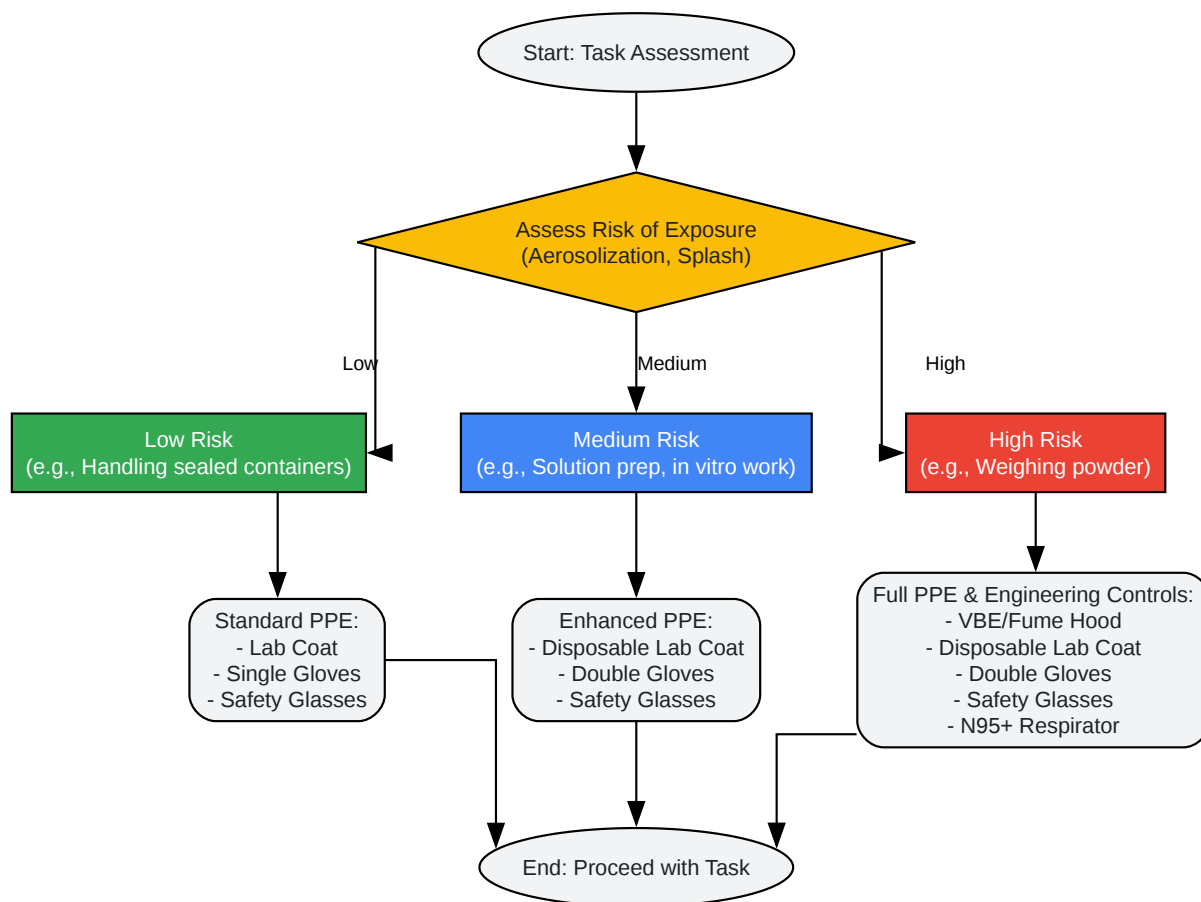 Start: Task Assessment
Assess Risk of Exposure
(Aerosolization, Splash)
Low
Medium
High
Low Risk
(e.g., Handling sealed containers)
Medium Risk
(e.g., Solution prep, in vitro work)
High Risk
(e.g., Weighing powder)
Standard PPE:
- Lab Coat
- Single Gloves
- Safety Glasses
Enhanced PPE:
- Disposable Lab Coat
- Double Gloves
- Safety Glasses
Full PPE & Engineering Controls:
- VBE/Fume Hood
- Disposable Lab Coat
- Double Gloves
- Safety Glasses
- N95+ Respirator
End: Proceed with Task